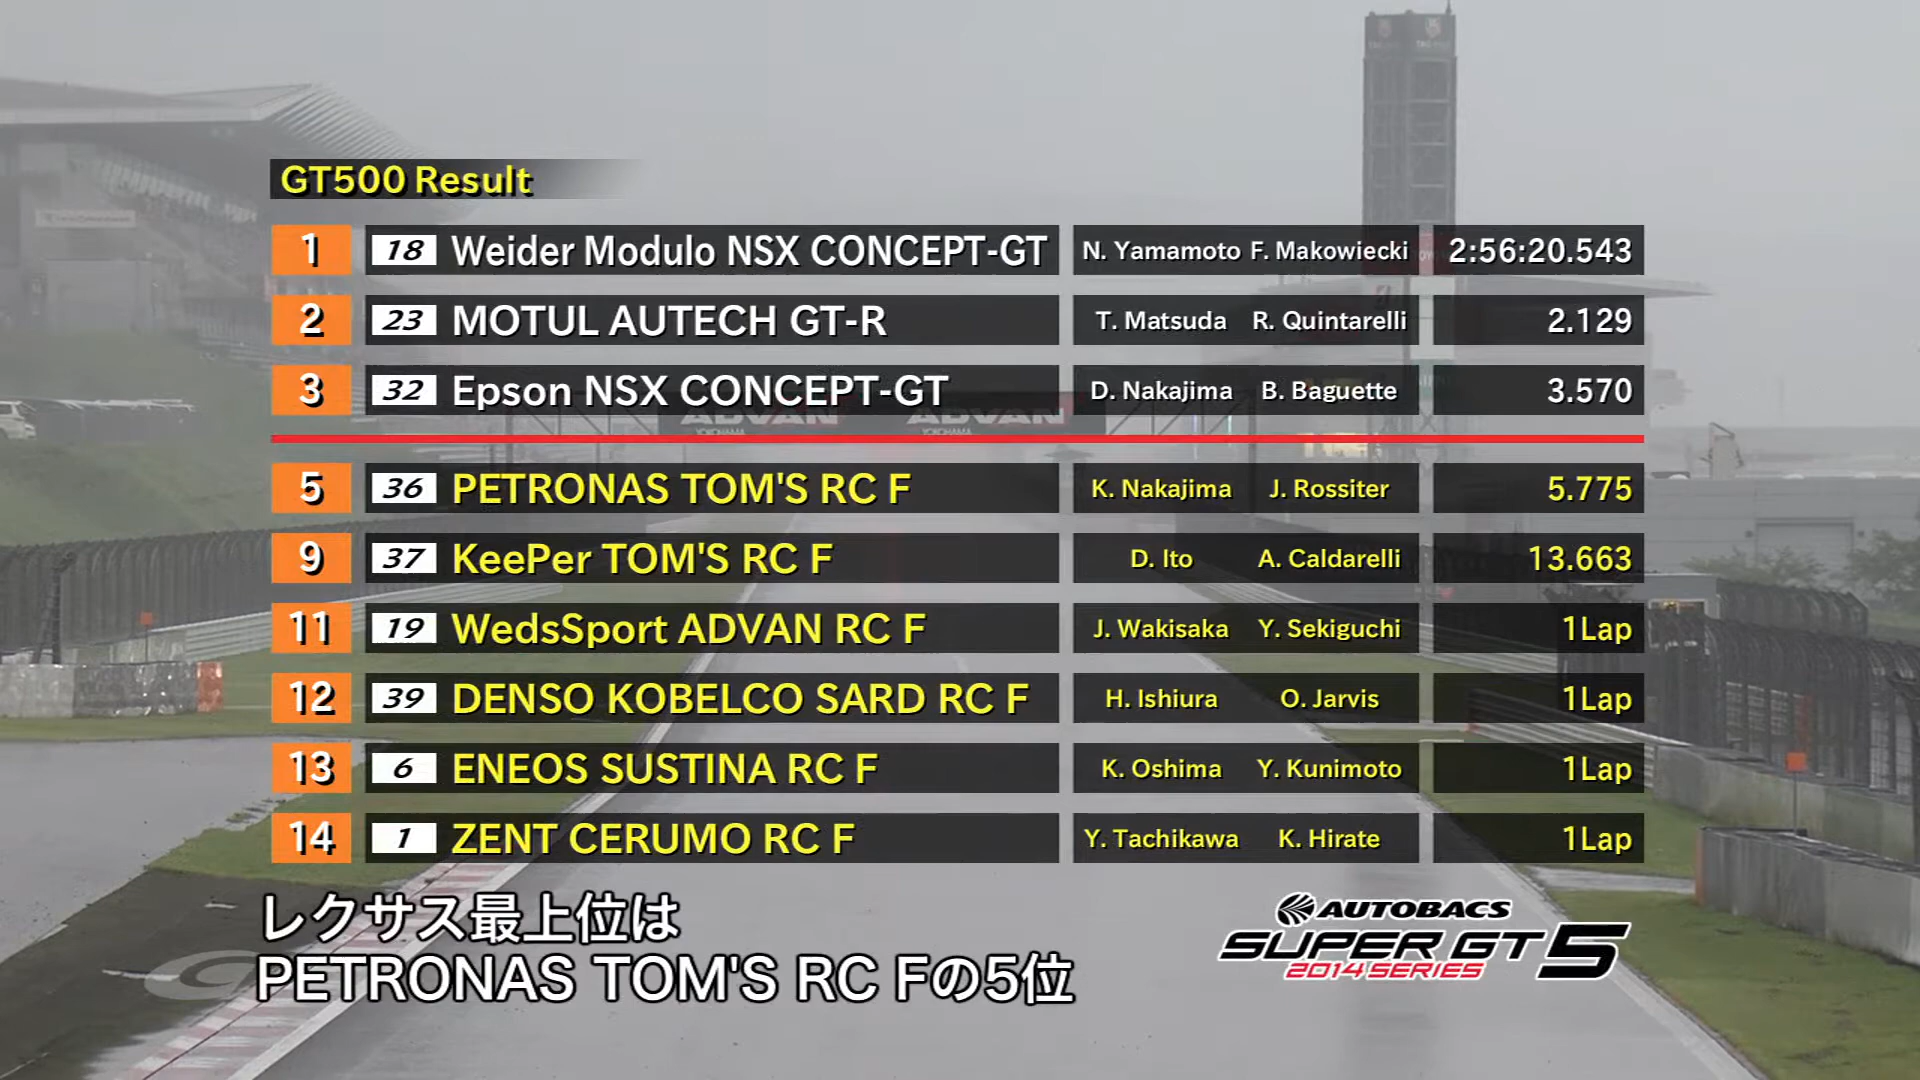 GT500 Result
1 18 Weider Modulo NSX CONCEPT-GT N. Yamamoto F. Makowiecki 2:56:20.543
2 23 MOTUL AUTECH GT-R T. Matsuda R. Quintarelli 2.129
3 32 Epson NSX CONCEPT-GT D. Nakajima B. Baguette 3.570
ADVAN ADVAN
YOKOHAMA YOKOHAMA
5 36 PETRONAS TOM'S RC F K. Nakajima J. Rossiter 5.775
9 37 KeePer TOM'S RC F D. Ito A. Caldarelli 13.663
11 19 WedsSport ADVAN RC F J. Wakisaka Y. Sekiguchi 1Lap
12 39 DENSO KOBELCO SARD RC F H. Ishiura O. Jarvis 1Lap
13 6 ENEOS SUSTINA RC F K. Oshima Y. Kunimoto 1Lap
14 1 ZENT CERUMO RC F Y. Tachikawa K. Hirate 1Lap
レクサス最上位は
PETRONAS TOM'S RC Fの5位
AUTOBACS
SUPER GT 5
2014 SERIES